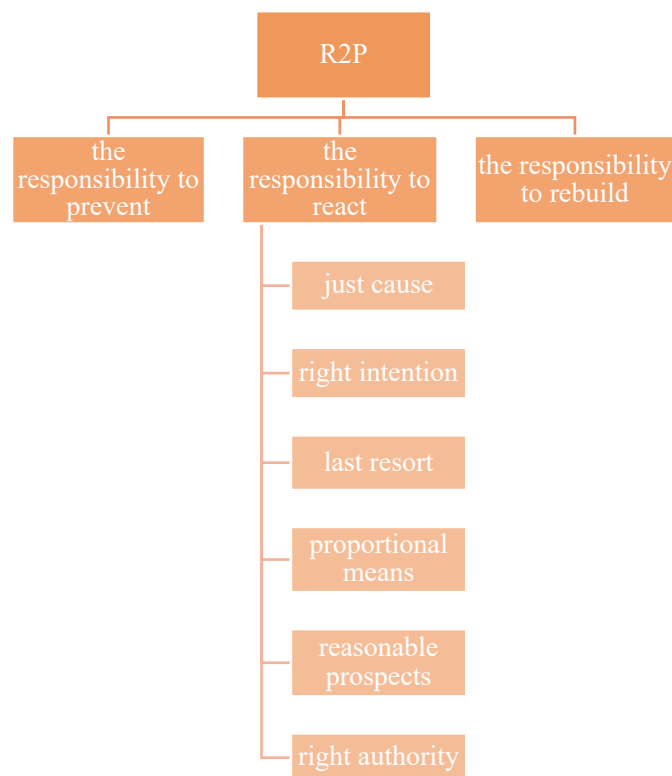 R2P
the
responsibility to
prevent
the
responsibility to
react
the responsibility
to rebuild
just cause
right intention
last resort
proportional
means
reasonable
prospects
right authority